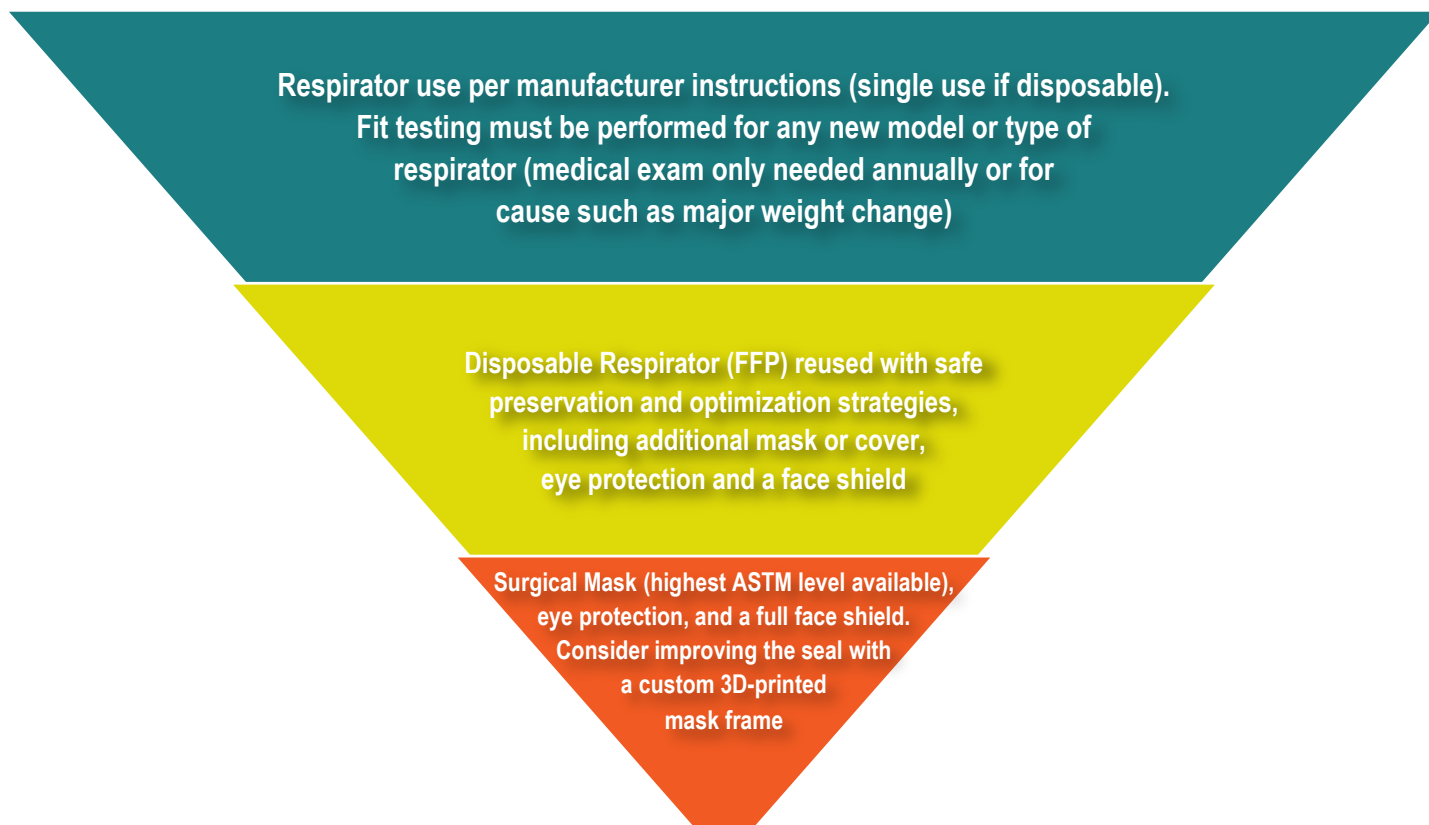 Respirator use per manufacturer instructions (single use if disposable).
Fit testing must be performed for any new model or type of
respirator (medical exam only needed annually or for
cause such as major weight change)
Disposable Respirator (FFP) reused with safe
preservation and optimization strategies,
including additional mask or cover,
eye protection and a face shield
Surgical Mask (highest ASTM level available),
eye protection, and a full face shield.
Consider improving the seal with
a custom 3D-printed
mask frame